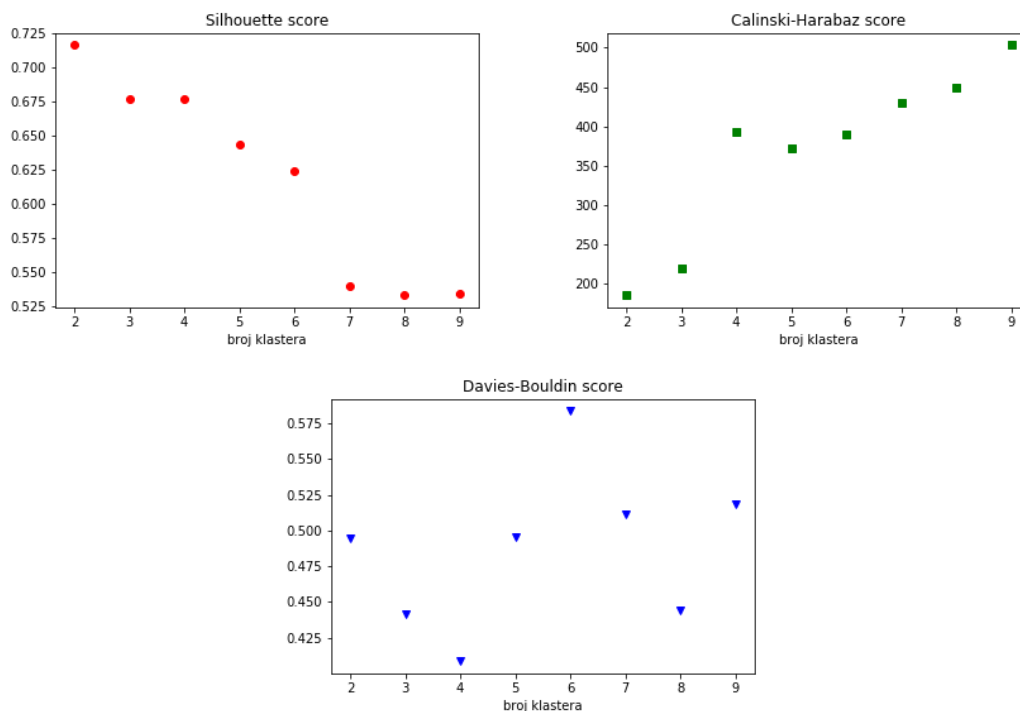 Silhouette score
0.725
0.700
0.675
0.650
0.625
0.600
0.575
0.550
0.525
2 3 4 5 6 7 8 9
broj klastera
Calinski-Harabaz score
500
450
400
350
300
250
200
2 3 4 5 6 7 8 9
broj klastera
Davies-Bouldin score
0.575
0.550
0.525
0.500
0.475
0.450
0.425
2 3 4 5 6 7 8 9
broj klastera